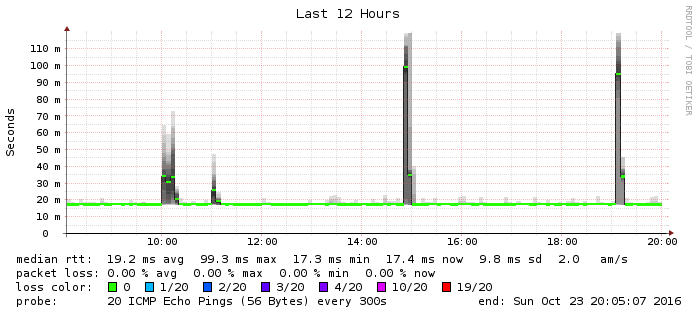 Last 12 Hours
RRDTOOL / TOBI OETIKER
Seconds
110 m
100 m
90 m
80 m
70 m
60 m
50 m
40 m
30 m
20 m
10 m
0
10:00 12:00 14:00 16:00 18:00 20:00
median rtt: 19.2 ms avg 99.3 ms max 17.3 ms min 17.4 ms now 9.8 ms sd 2.0 am/s
packet loss: 0.00 % avg 0.00 % max 0.00 % min 0.00 % now
loss color: 0 1/20 2/20 3/20 4/20 10/20 19/20
probe: 20 ICMP Echo Pings (56 Bytes) every 300s end: Sun Oct 23 20:05:07 2016